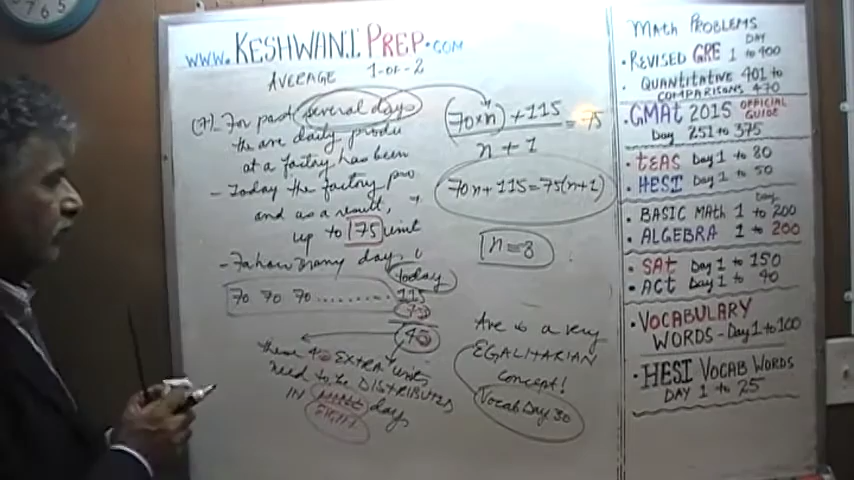 7 6 5
WWW.KESHWANI PREP.COM
AVERAGE 1-OF-2
(7). For past several days
the ave daily produ
at a factory has been
- Today the factory pro
and as a result,
up to 75 unit
- For how many day
today
70 70 70 ......... 115
these 40 EXTRA units
need to be DISTRIBUTED
IN days
EIGHT
(70×n) + 115 = 75
n + 1
70n + 115 = 75(n+1)
n = 8
Ave is a very
EGALITARIAN
concept!
Vocab Day 30
MATH PROBLEMS
DAY
• REVISED GRE 1 to 400
• QUANTITATIVE 401 to
COMPARISONS 470
• GMAT 2015 OFFICIAL
GUIDE
Day 251 to 375
• TEAS Day 1 to 80
• HESI Day 1 to 50
Day
• BASIC MATH 1 to 200
• ALGEBRA 1 to 200
• SAT Day 1 to 150
• ACT Day 1 to 40
• VOCABULARY
WORDS - Day 1 to 100
• HESI VOCAB WORDS
DAY 1 to 25